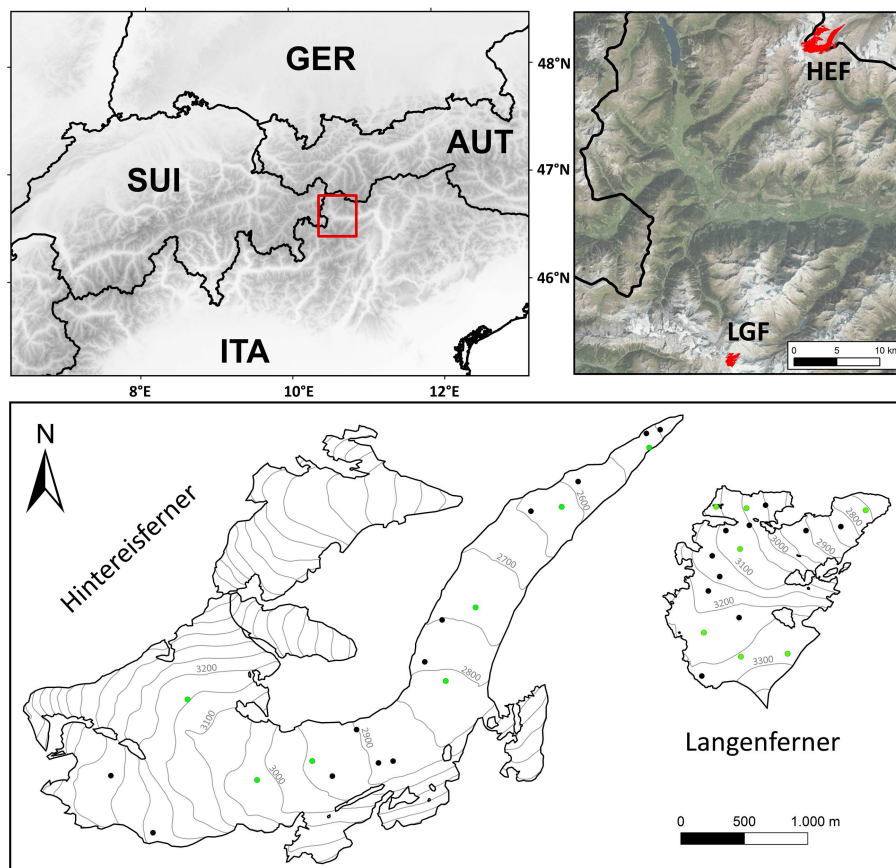 GER
AUT
SUI
ITA
48°N
47°N
46°N
8°E
10°E
12°E
HEF
LGF
0 5 10 km
N
Hintereisferner
2600
2700
2800
2900
3000
3100
3200
2800
2900
3000
3100
3200
3300
Langenferner
0 500 1.000 m